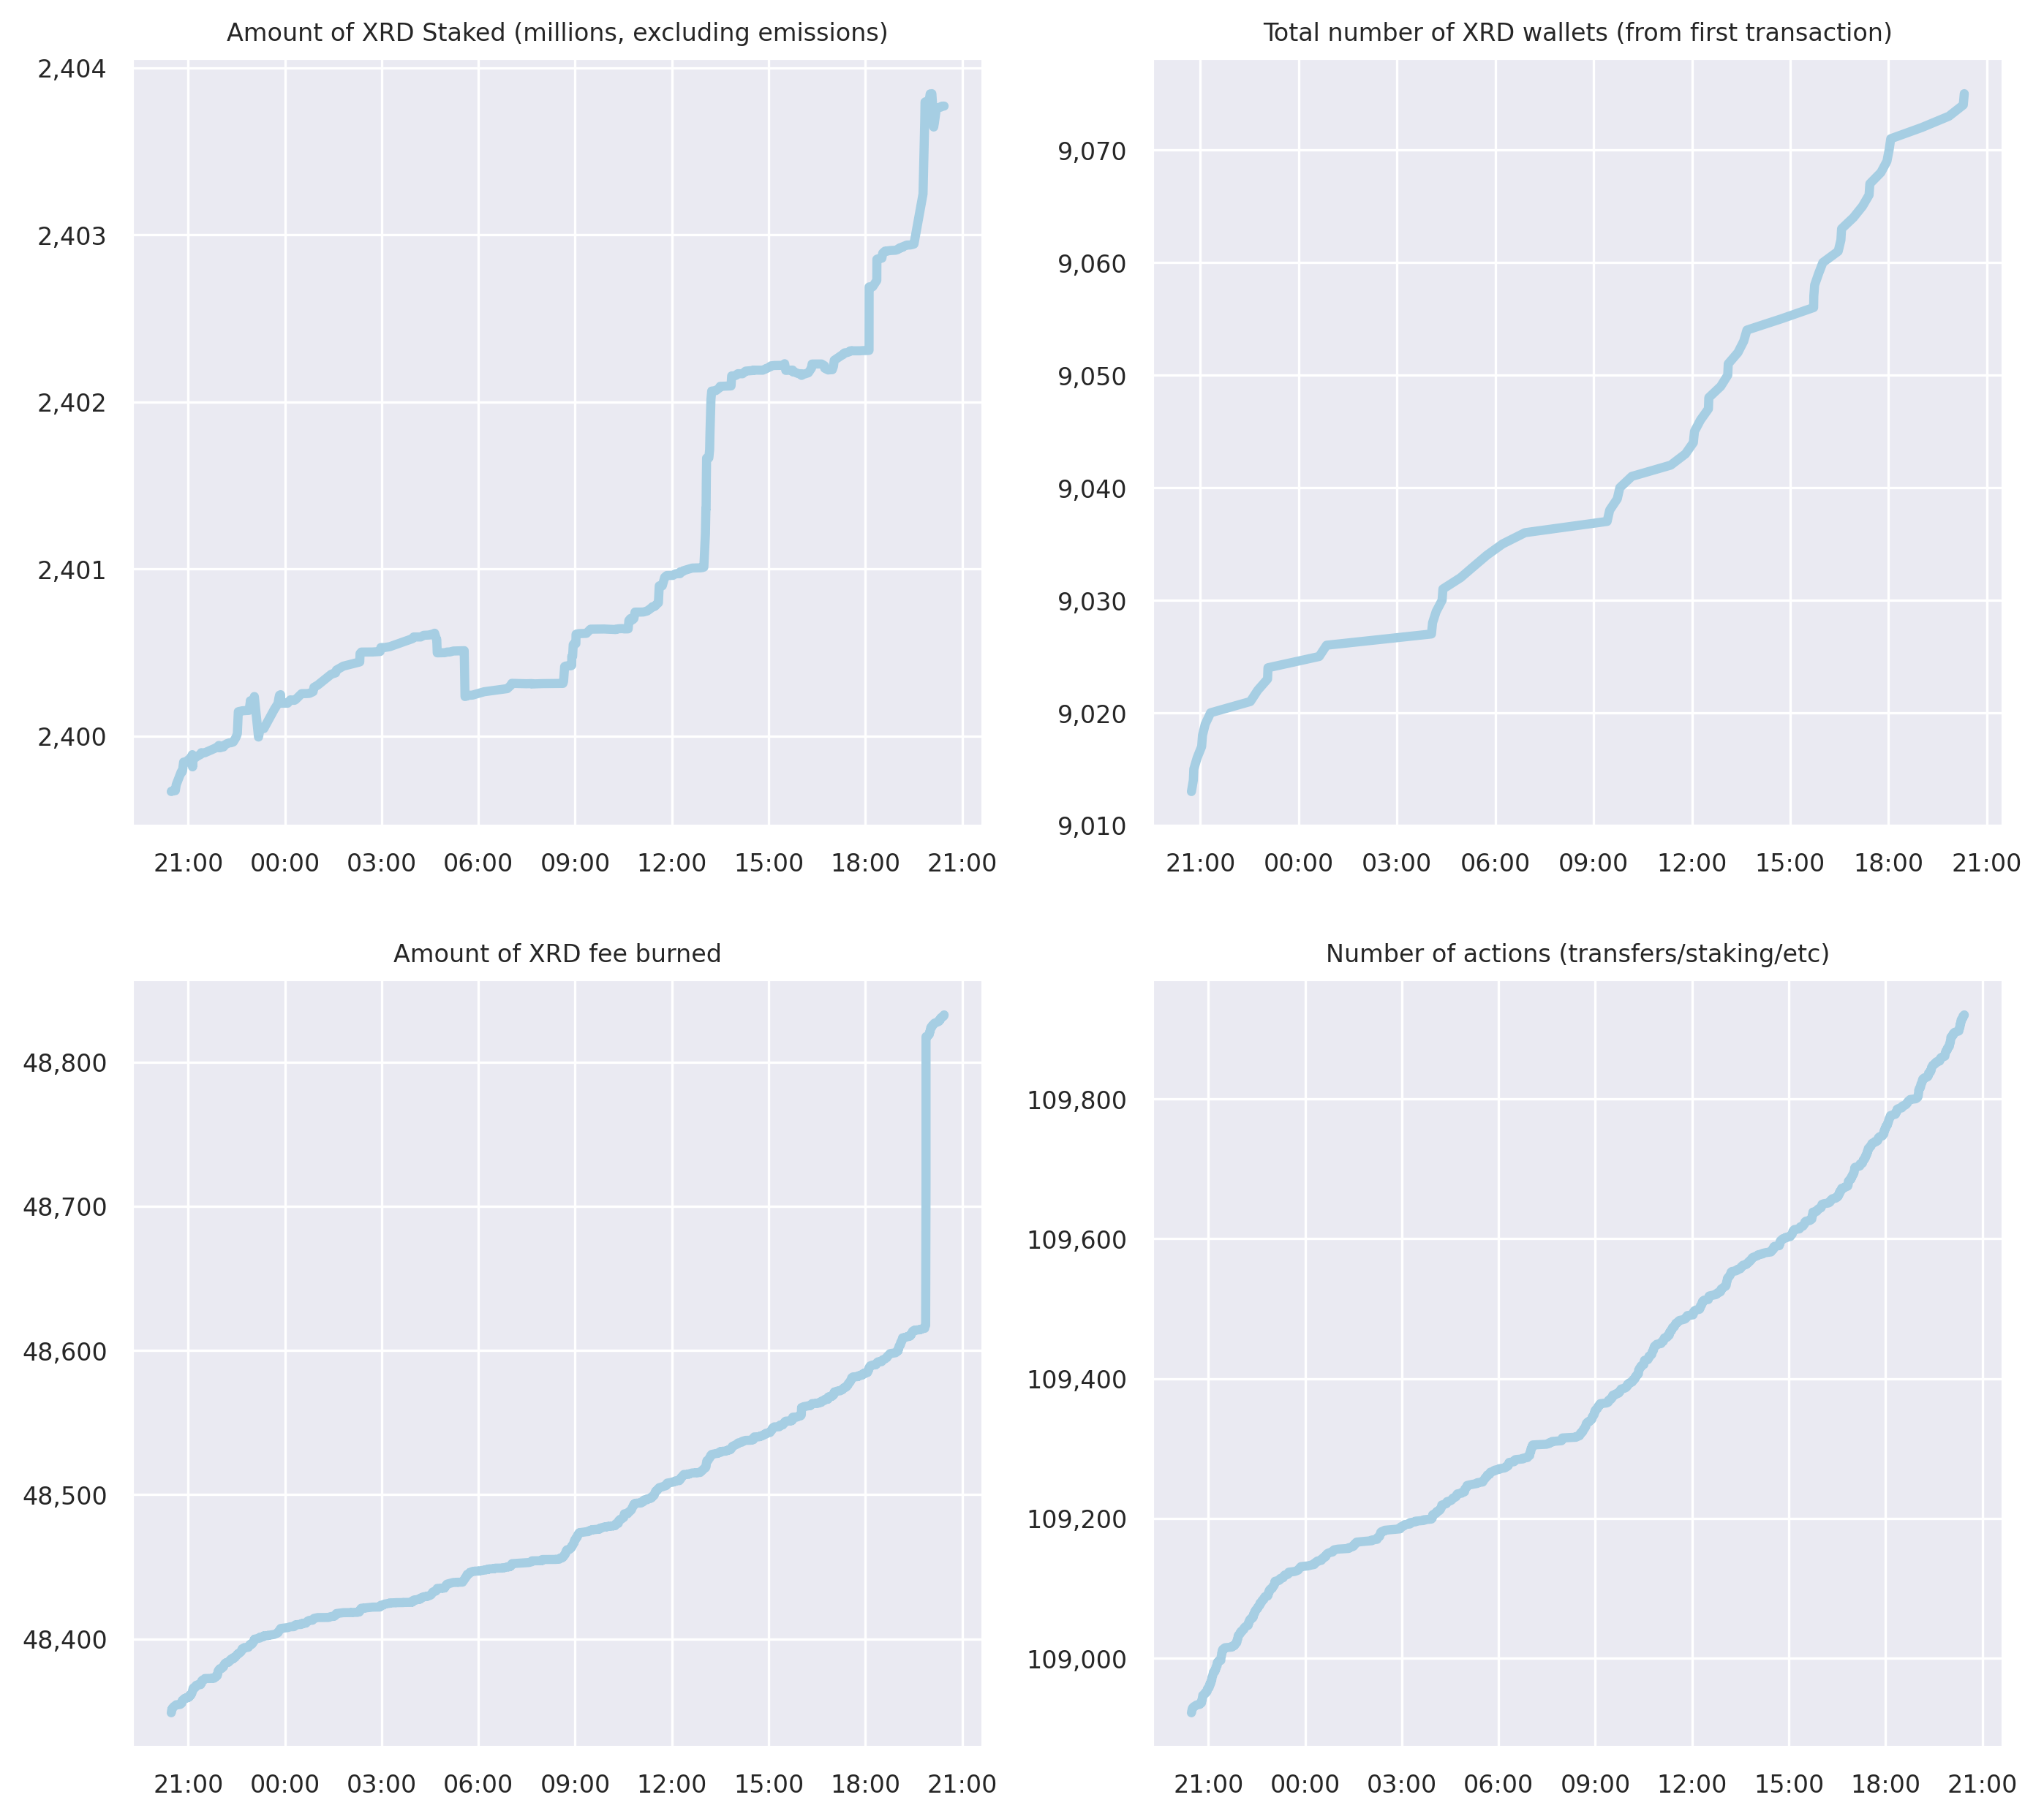 Amount of XRD Staked (millions, excluding emissions)
2,404
2,403
2,402
2,401
2,400
21:00 00:00 03:00 06:00 09:00 12:00 15:00 18:00 21:00
Total number of XRD wallets (from first transaction)
9,070
9,060
9,050
9,040
9,030
9,020
9,010
21:00 00:00 03:00 06:00 09:00 12:00 15:00 18:00 21:00
Amount of XRD fee burned
48,800
48,700
48,600
48,500
48,400
21:00 00:00 03:00 06:00 09:00 12:00 15:00 18:00 21:00
Number of actions (transfers/staking/etc)
109,800
109,600
109,400
109,200
109,000
21:00 00:00 03:00 06:00 09:00 12:00 15:00 18:00 21:00